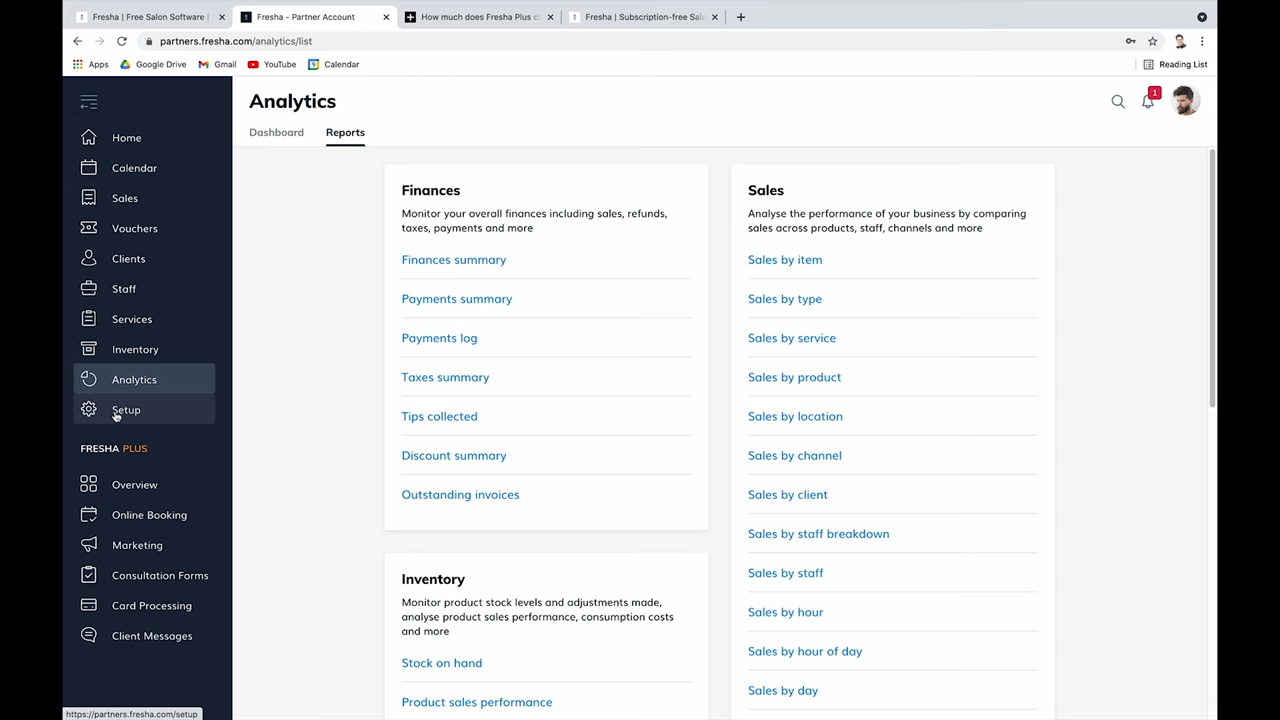 Fresha | Free Salon Software |
Fresha - Partner Account
How much does Fresha Plus co
Fresha | Subscription-free Sal
partners.fresha.com/analytics/list
Apps
Google Drive
Gmail
YouTube
Calendar
Reading List
Analytics
1
Dashboard
Reports
Home
Calendar
Sales
Vouchers
Clients
Staff
Services
Inventory
Analytics
Setup
FRESHA PLUS
Overview
Online Booking
Marketing
Consultation Forms
Card Processing
Client Messages
https://partners.fresha.com/setup
Finances
Monitor your overall finances including sales, refunds,
taxes, payments and more
Finances summary
Payments summary
Payments log
Taxes summary
Tips collected
Discount summary
Outstanding invoices
Inventory
Monitor product stock levels and adjustments made,
analyse product sales performance, consumption costs
and more
Stock on hand
Product sales performance
Sales
Analyse the performance of your business by comparing
sales across products, staff, channels and more
Sales by item
Sales by type
Sales by service
Sales by product
Sales by location
Sales by channel
Sales by client
Sales by staff breakdown
Sales by staff
Sales by hour
Sales by hour of day
Sales by day